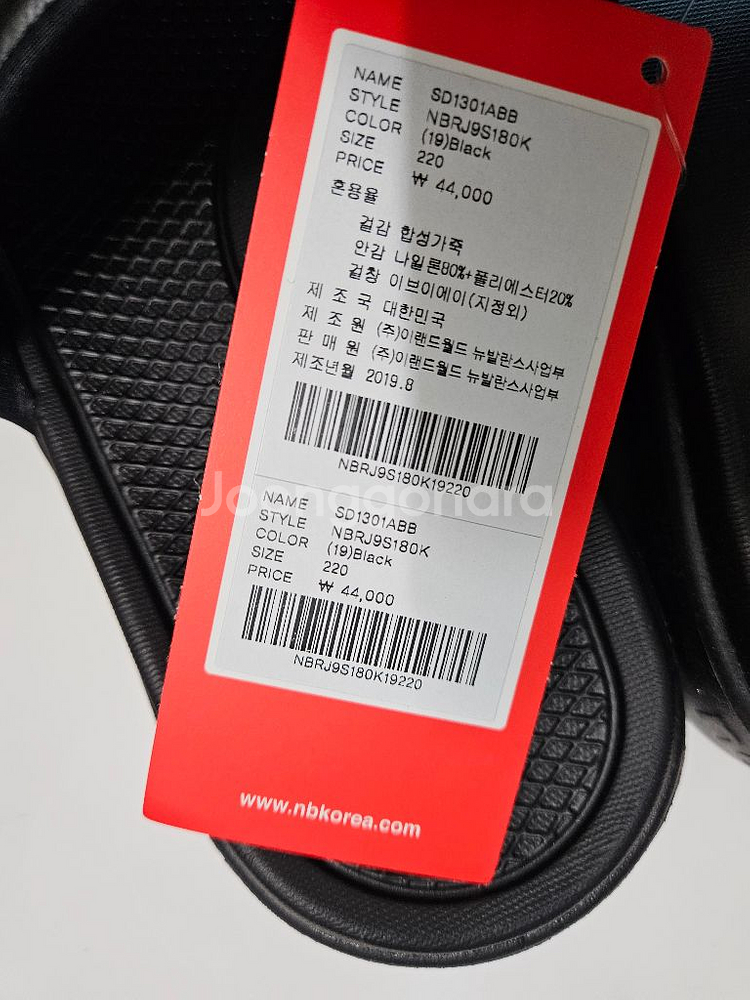 NAME SD1301ABB
STYLE NBRJ9S180K
COLOR (19)Black
SIZE 220
PRICE ₩ 44,000
혼용율
겉감 합성가죽
안감 나일론80%+폴리에스터20%
겉창 이브이에이(지정외)
제 조 국 대한민국
제 조 원 (주)이랜드월드 뉴발란스사업부
판 매 원 (주)이랜드월드 뉴발란스사업부
제조년월 2019.8
NBRJ9S180K19220
Joonggonara
NAME SD1301ABB
STYLE NBRJ9S180K
COLOR (19)Black
SIZE 220
PRICE ₩ 44,000
NBRJ9S180K19220
www.nbkorea.com